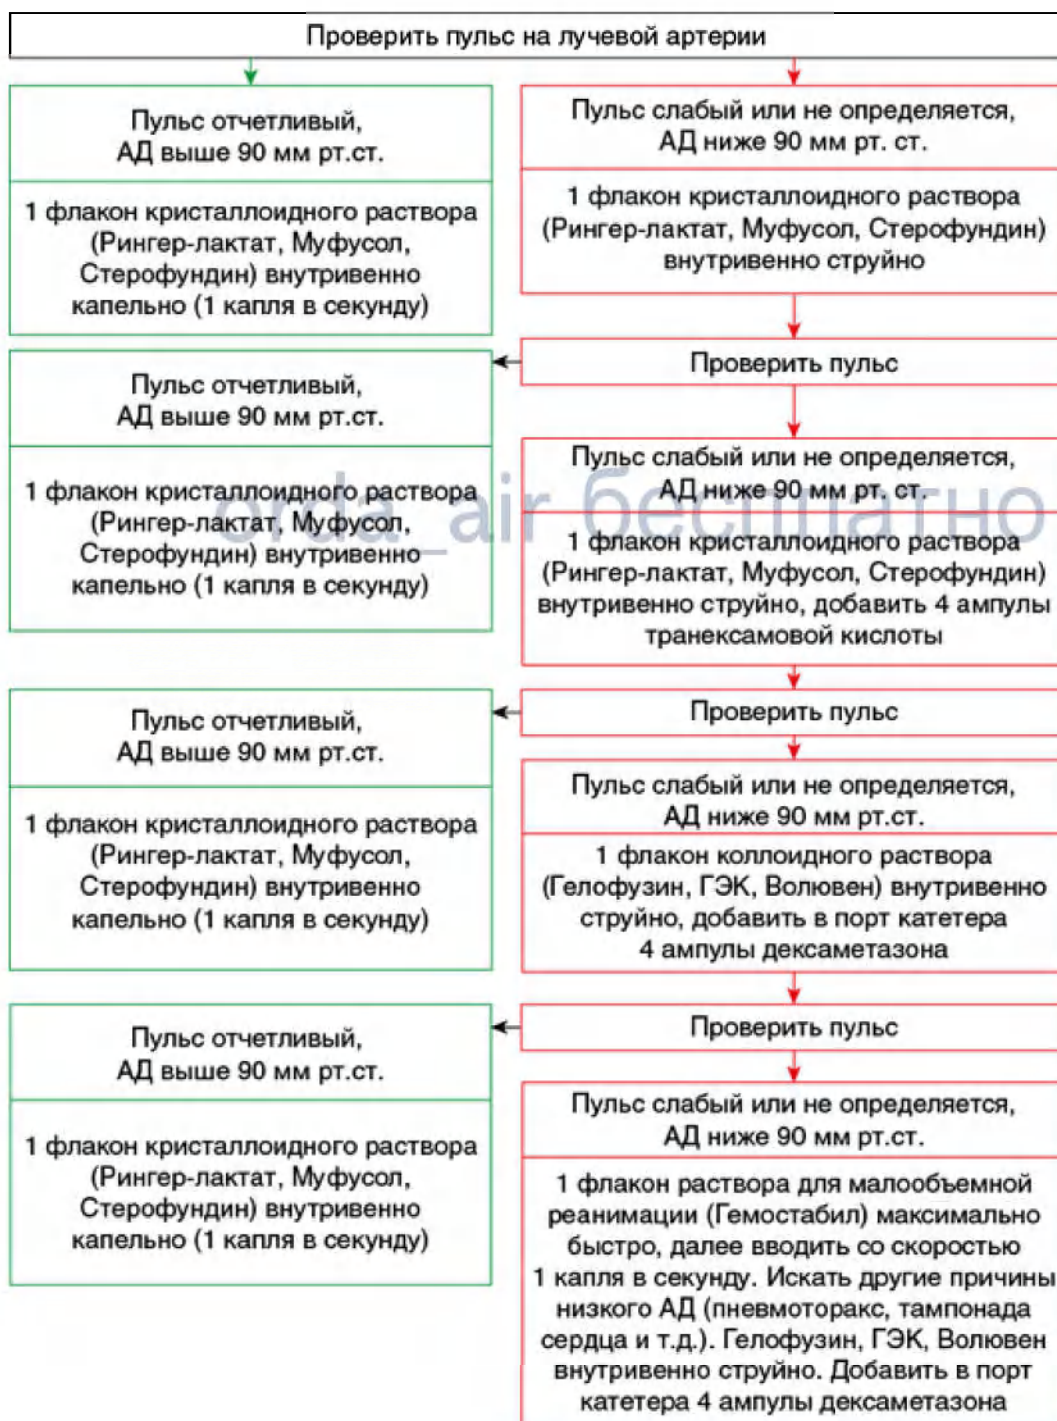 Проверить пульс на лучевой артерии
Пульс отчетливый,
АД выше 90 мм рт.ст.
1 флакон кристаллоидного раствора
(Рингер-лактат, Муфусол,
Стерофундин) внутривенно
капельно (1 капля в секунду)
Пульс слабый или не определяется,
АД ниже 90 мм рт. ст.
1 флакон кристаллоидного раствора
(Рингер-лактат, Муфусол, Стерофундин)
внутривенно струйно
Проверить пульс
Пульс отчетливый,
АД выше 90 мм рт.ст.
1 флакон кристаллоидного раствора
(Рингер-лактат, Муфусол,
Стерофундин) внутривенно
капельно (1 капля в секунду)
Пульс слабый или не определяется,
АД ниже 90 мм рт. ст.
1 флакон кристаллоидного раствора
(Рингер-лактат, Муфусол, Стерофундин)
внутривенно струйно, добавить 4 ампулы
транексамовой кислоты
orda_air бесплатно
Проверить пульс
Пульс отчетливый,
АД выше 90 мм рт.ст.
1 флакон кристаллоидного раствора
(Рингер-лактат, Муфусол,
Стерофундин) внутривенно
капельно (1 капля в секунду)
Пульс слабый или не определяется,
АД ниже 90 мм рт.ст.
1 флакон коллоидного раствора
(Гелофузин, ГЭК, Волювен) внутривенно
струйно, добавить в порт катетера
4 ампулы дексаметазона
Проверить пульс
Пульс отчетливый,
АД выше 90 мм рт.ст.
1 флакон кристаллоидного раствора
(Рингер-лактат, Муфусол,
Стерофундин) внутривенно
капельно (1 капля в секунду)
Пульс слабый или не определяется,
АД ниже 90 мм рт.ст.
1 флакон раствора для малообъемной
реанимации (Гемостабил) максимально
быстро, далее вводить со скоростью
1 капля в секунду. Искать другие причины
низкого АД (пневмоторакс, тампонада
сердца и т.д.). Гелофузин, ГЭК, Волювен
внутривенно струйно. Добавить в порт
катетера 4 ампулы дексаметазона